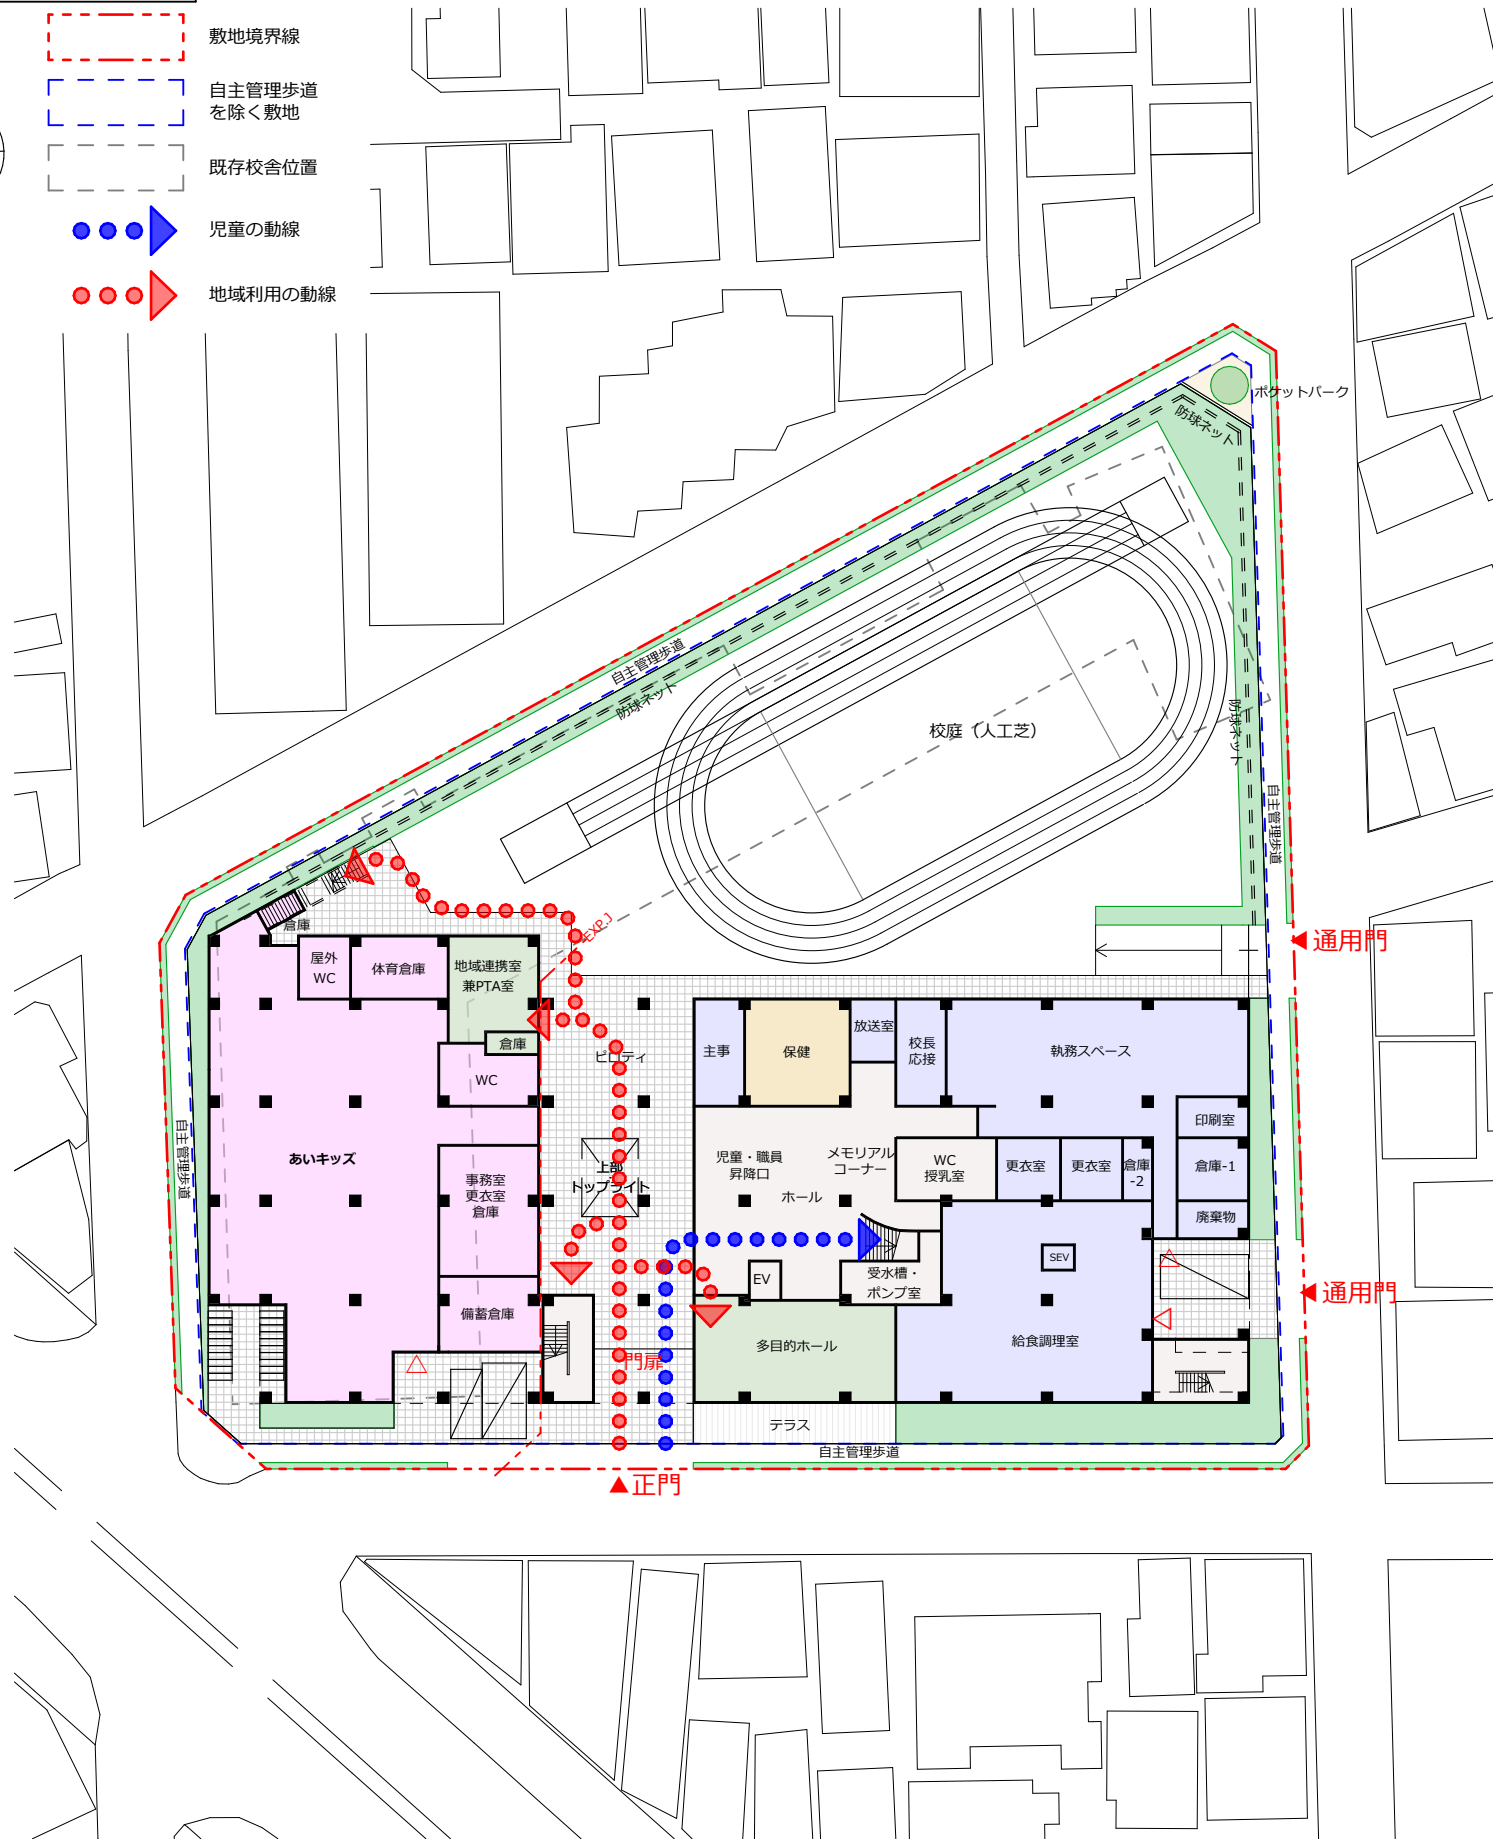 敷地境界線
自主管理歩道
を除く敷地
既存校舎位置
児童の動線
地域利用の動線
ポケットパーク
防球ネット
自主管理歩道
防球ネット
校庭（人工芝）
防球ネット
自主管理歩道
倉庫
EXP.J
通用門
屋外
WC
体育倉庫
地域連携室
兼PTA室
倉庫
WC
ピロティ
主事
保健
放送室
校長
応接
執務スペース
印刷室
自主管理歩道
あいキッズ
事務室
更衣室
倉庫
上部
トップライト
児童・職員
昇降口
メモリアル
コーナー
ホール
WC
授乳室
更衣室
更衣室
倉庫
-2
倉庫-1
廃棄物
SEV
EV
受水槽・
ポンプ室
通用門
備蓄倉庫
門扉
多目的ホール
給食調理室
テラス
自主管理歩道
正門